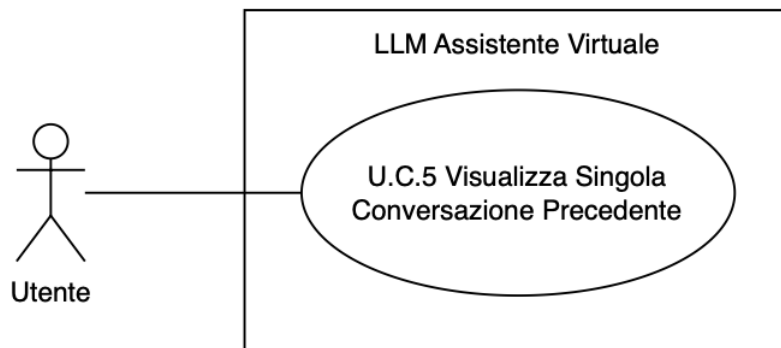 LLM Assistente Virtuale
U.C.5 Visualizza Singola
Conversazione Precedente
Utente